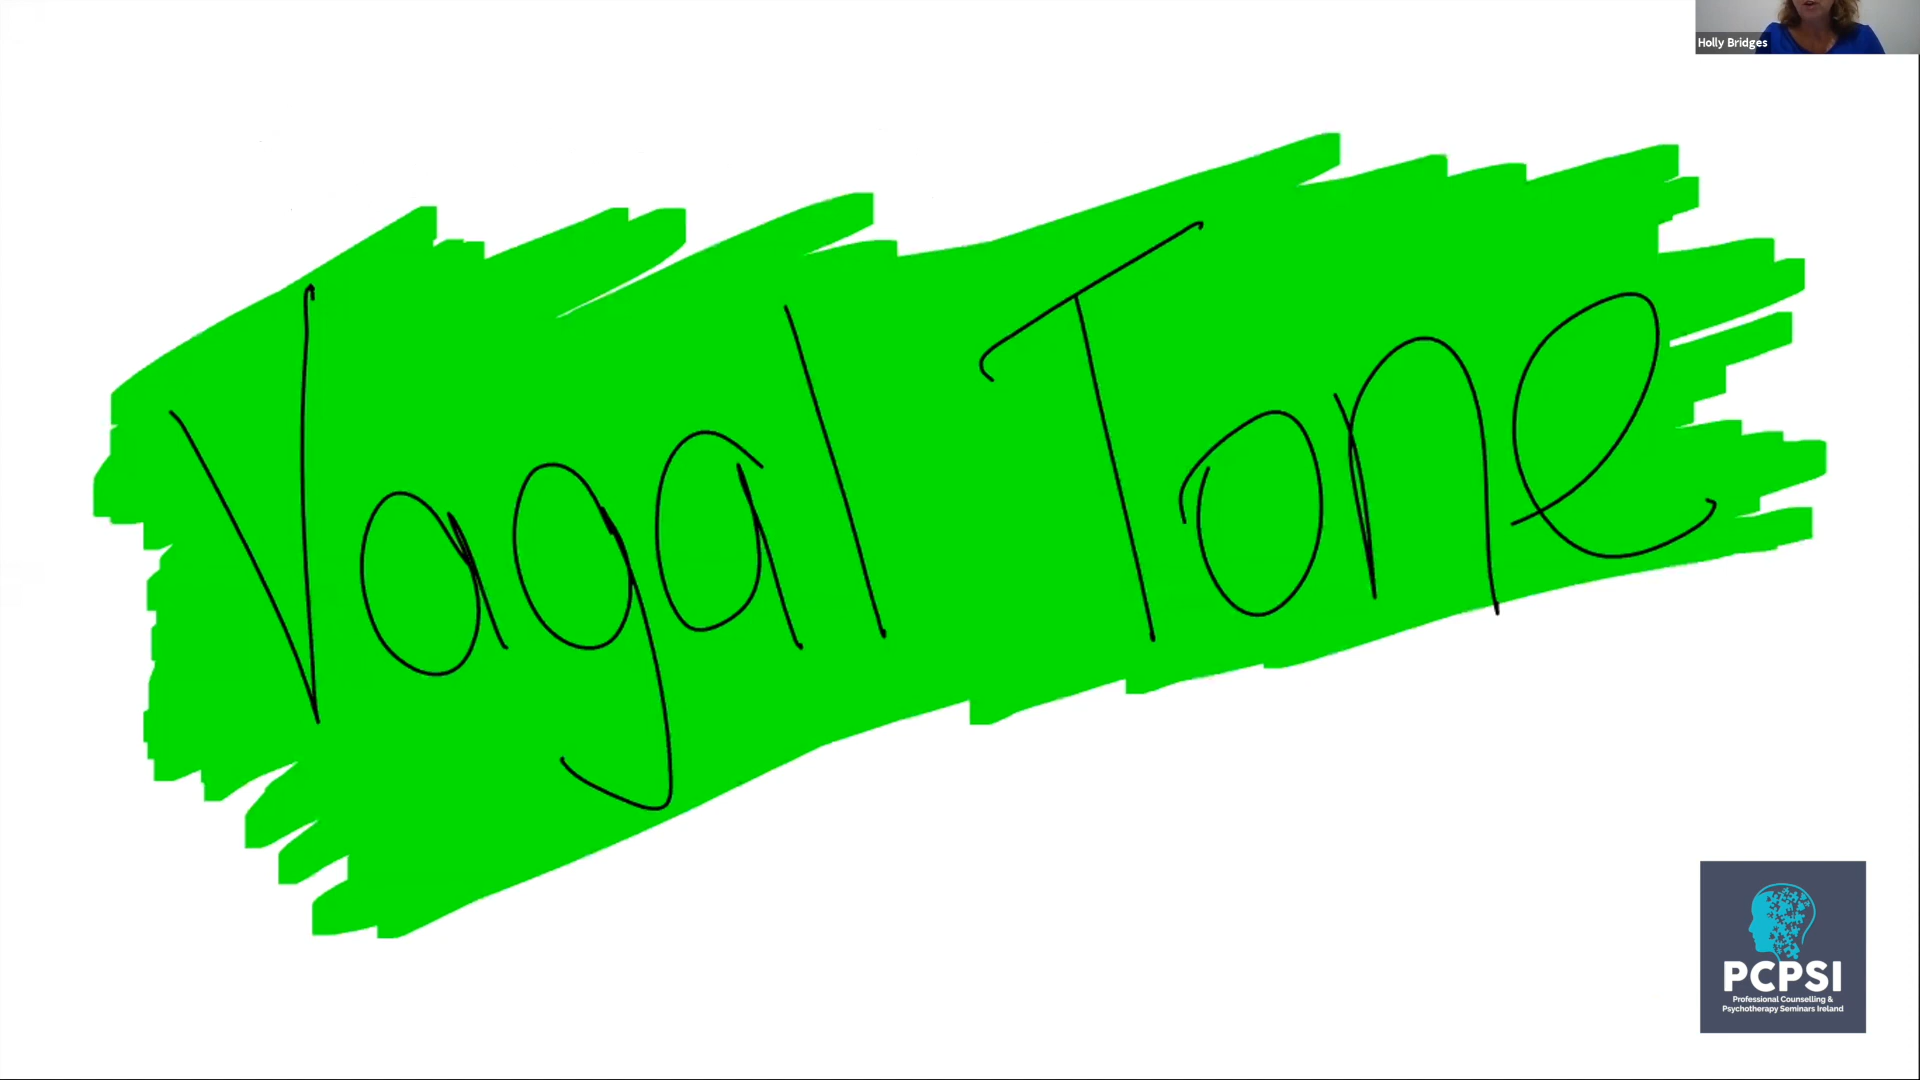 Holly Bridges
Vagal Tone
PCPSI
Professional Counselling &
Psychotherapy Seminars Ireland